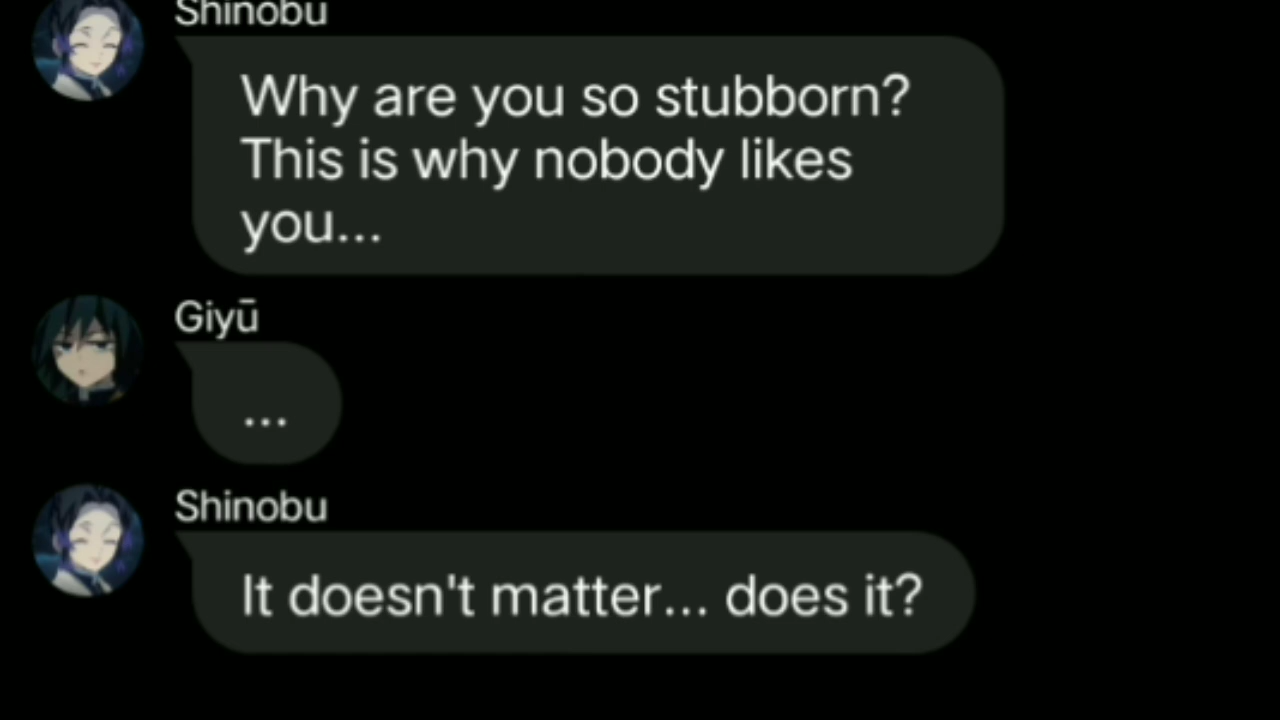 Shinobu
Why are you so stubborn?
This is why nobody likes
you...
Giyū
...
Shinobu
It doesn't matter... does it?